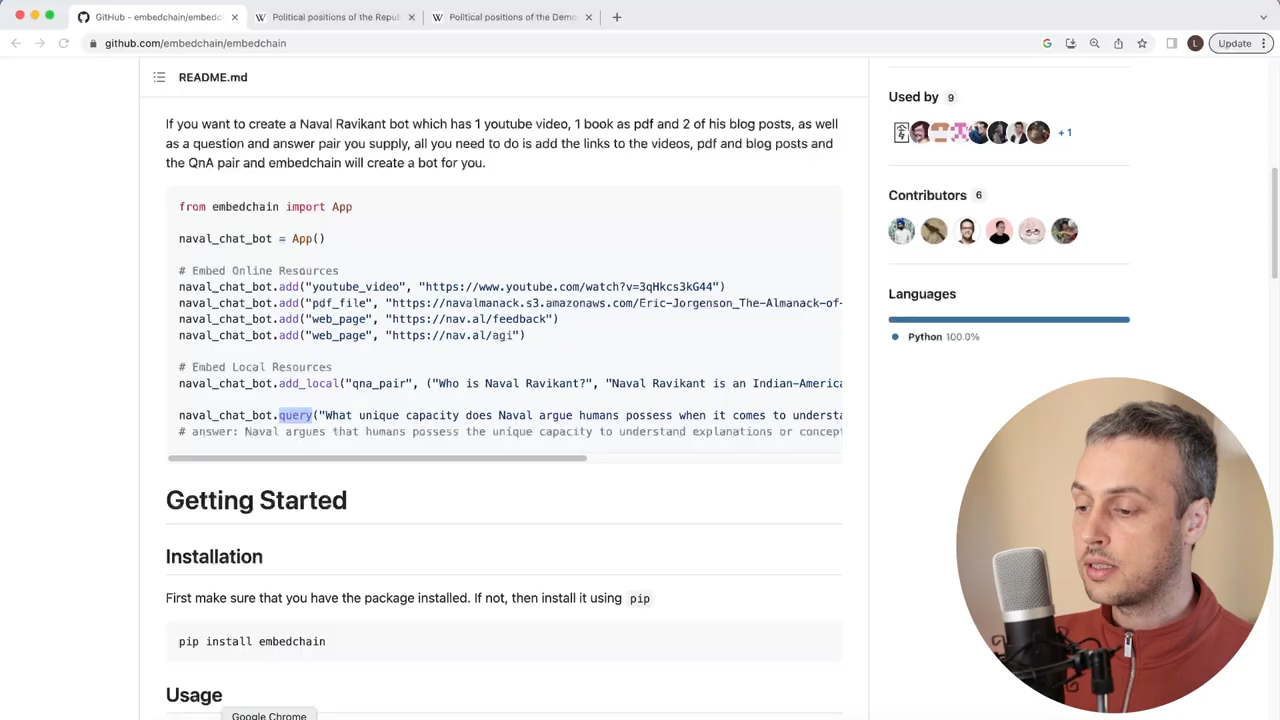 GitHub - embedchain/embedc
Political positions of the Repu
Political positions of the Demo
github.com/embedchain/embedchain
L
Update
README.md
If you want to create a Naval Ravikant bot which has 1 youtube video, 1 book as pdf and 2 of his blog posts, as well
as a question and answer pair you supply, all you need to do is add the links to the videos, pdf and blog posts and
the QnA pair and embedchain will create a bot for you.
from embedchain import App
naval_chat_bot = App()
# Embed Online Resources
naval_chat_bot.add("youtube_video", "https://www.youtube.com/watch?v=3qHkcs3kG44")
naval_chat_bot.add("pdf_file", "https://navalmanack.s3.amazonaws.com/Eric-Jorgenson_The-Almanack-of-
naval_chat_bot.add("web_page", "https://nav.al/feedback")
naval_chat_bot.add("web_page", "https://nav.al/agi")
# Embed Local Resources
naval_chat_bot.add_local("qna_pair", ("Who is Naval Ravikant?", "Naval Ravikant is an Indian-America
naval_chat_bot.query("What unique capacity does Naval argue humans possess when it comes to understa
# answer: Naval argues that humans possess the unique capacity to understand explanations or concept
Getting Started
Installation
First make sure that you have the package installed. If not, then install it using pip
pip install embedchain
Usage
Google Chrome
Used by 9
+ 1
Contributors 6
Languages
Python 100.0%